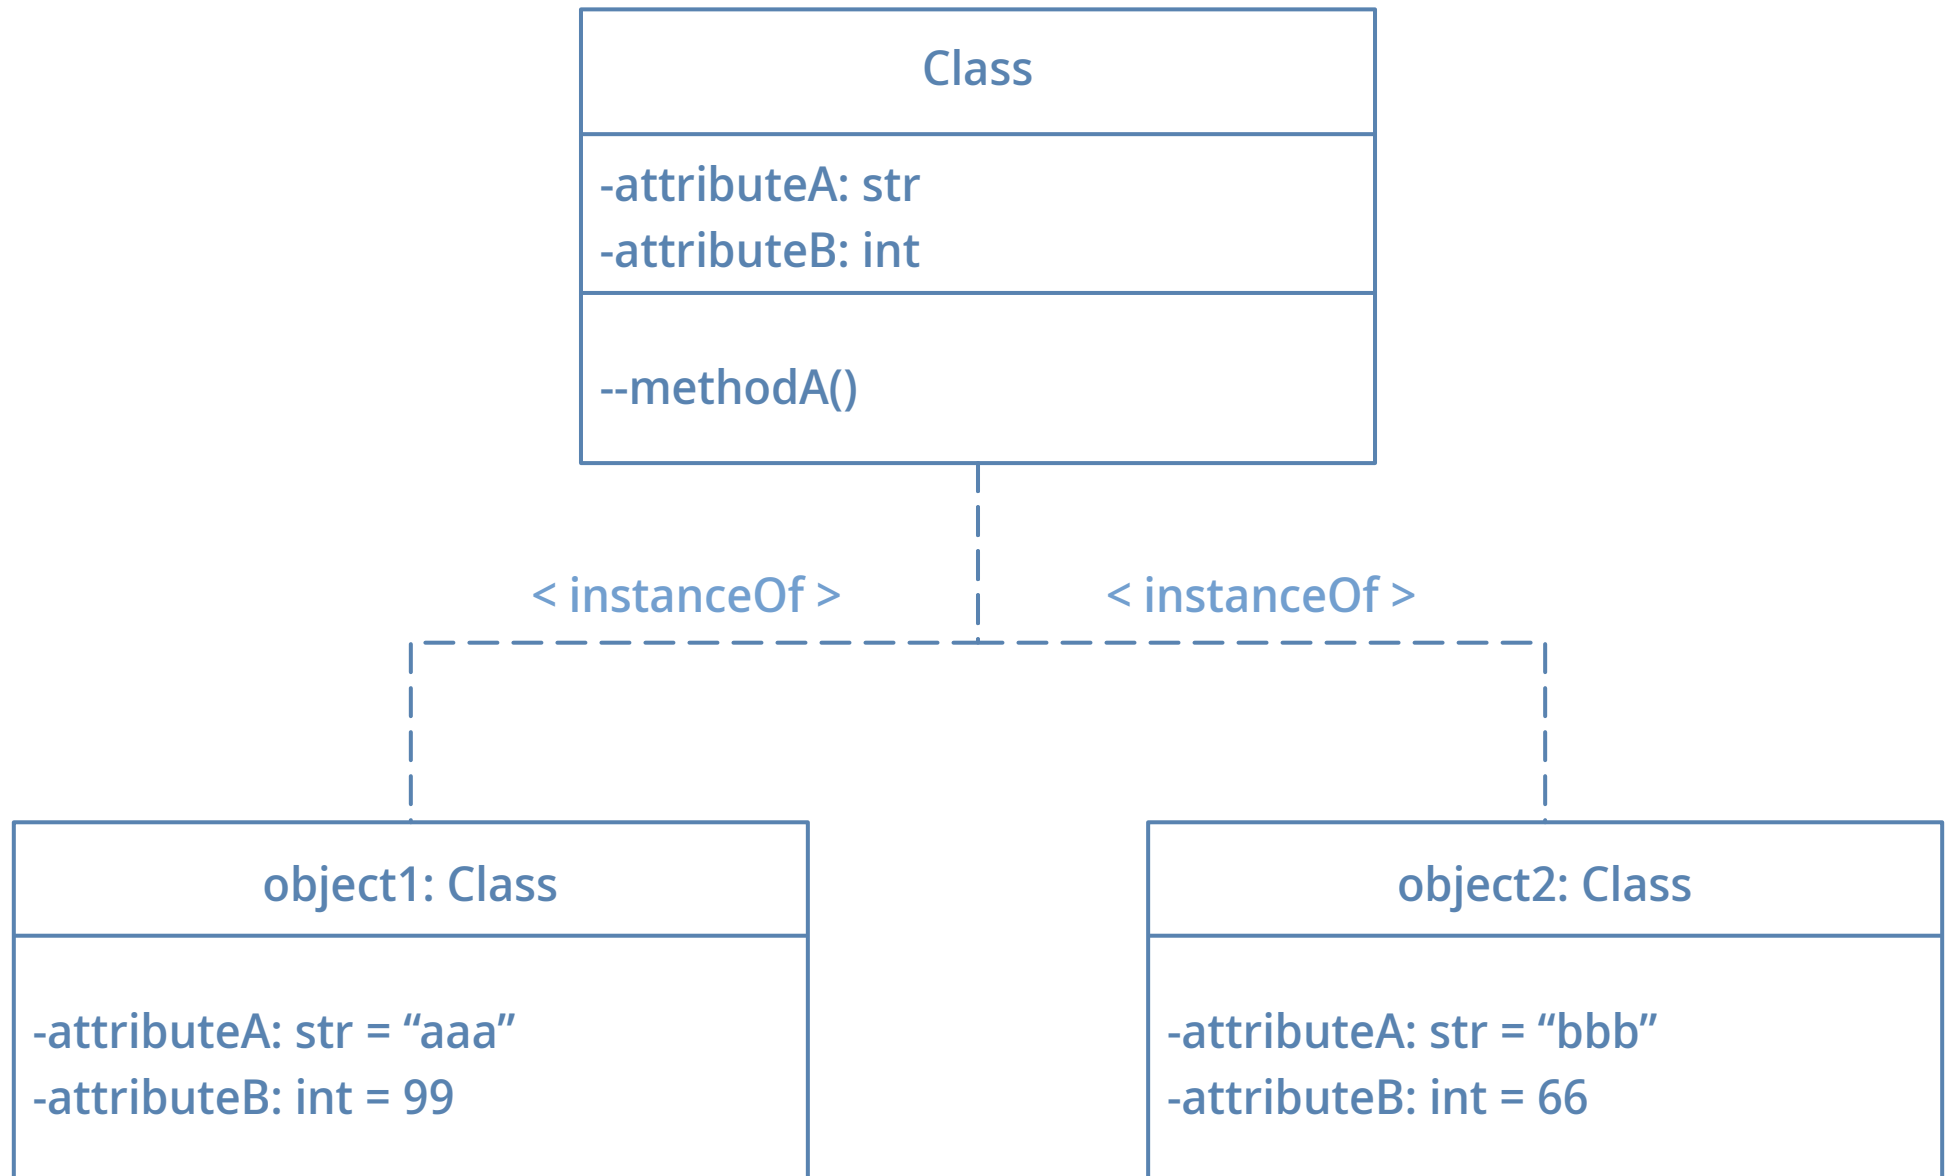 Class
-attributeA: str
-attributeB: int
--methodA()
< instanceOf >
< instanceOf >
object1: Class
-attributeA: str = “aaa”
-attributeB: int = 99
object2: Class
-attributeA: str = “bbb”
-attributeB: int = 66